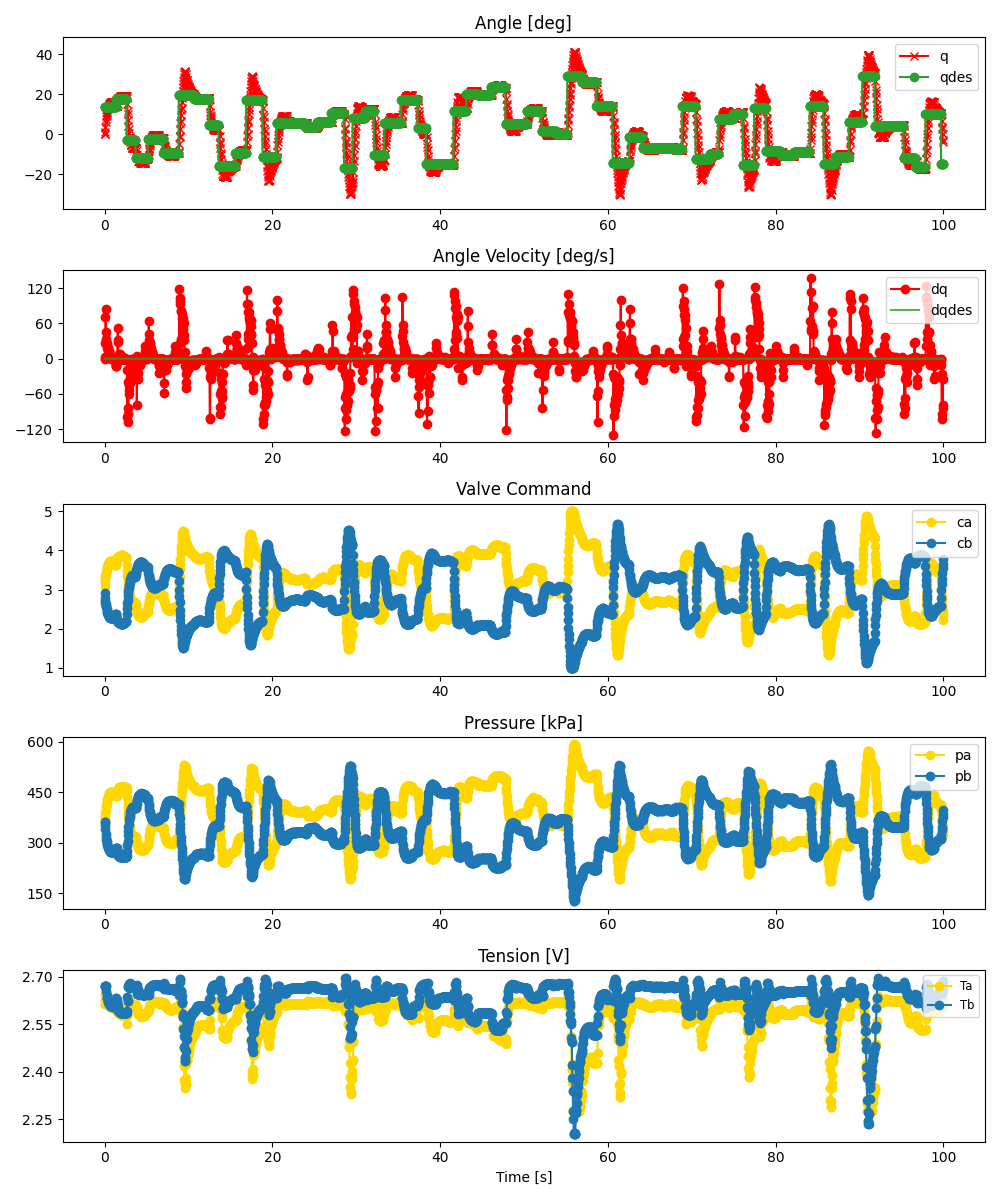 Angle [deg]
40
20
0
−20
q
qdes
0 20 40 60 80 100
Angle Velocity [deg/s]
120
60
0
−60
−120
dq
dqdes
0 20 40 60 80 100
Valve Command
5
4
3
2
1
ca
cb
0 20 40 60 80 100
Pressure [kPa]
600
450
300
150
pa
pb
0 20 40 60 80 100
Tension [V]
2.70
2.55
2.40
2.25
Ta
Tb
0 20 40 60 80 100
Time [s]